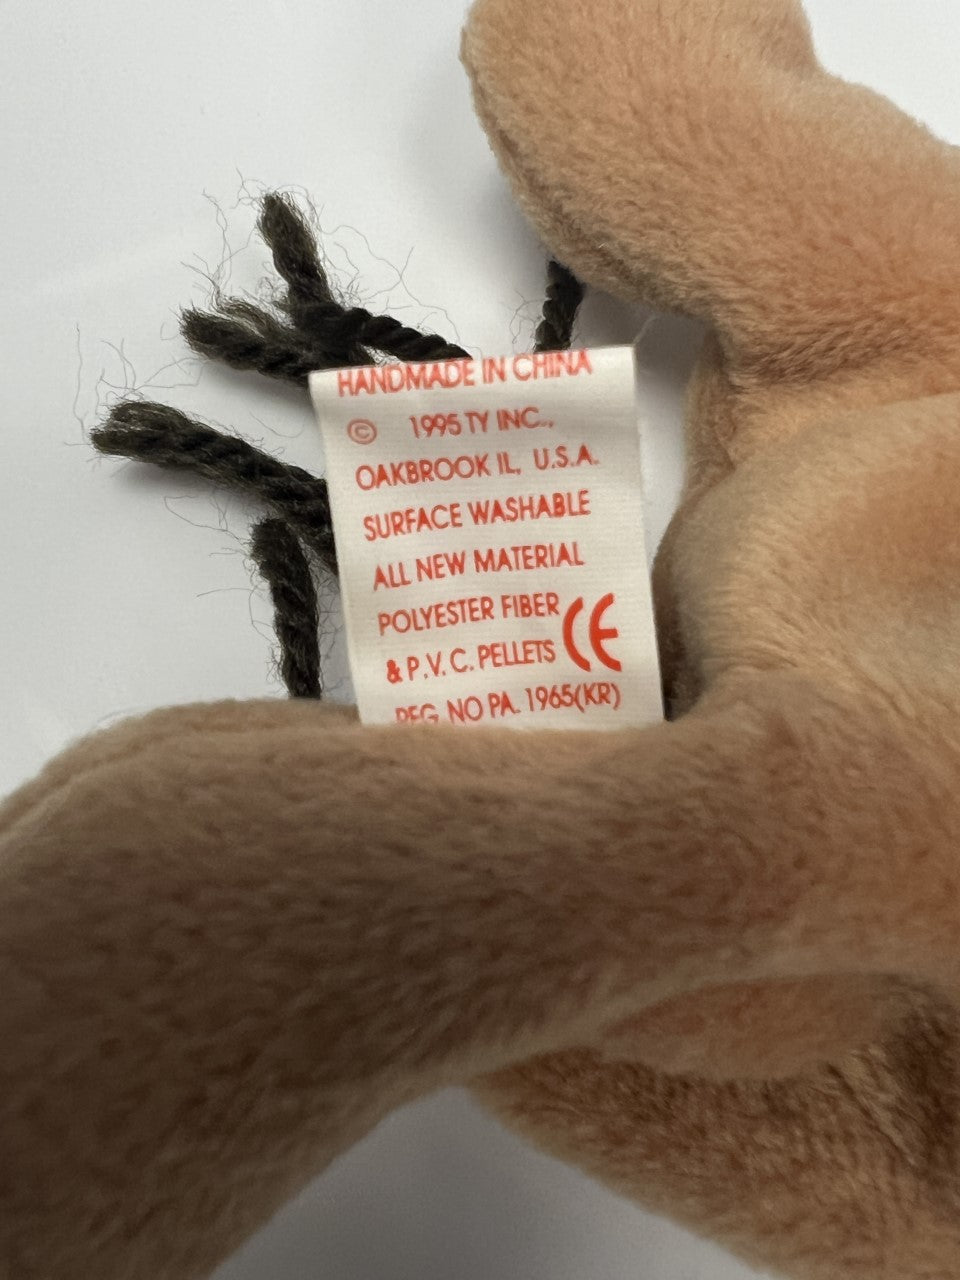 HANDMADE IN CHINA
© 1995 TY INC.,
OAKBROOK IL, U.S.A.
SURFACE WASHABLE
ALL NEW MATERIAL
POLYESTER FIBER
& P.V.C. PELLETS CE
REG. NO PA. 1965(KR)